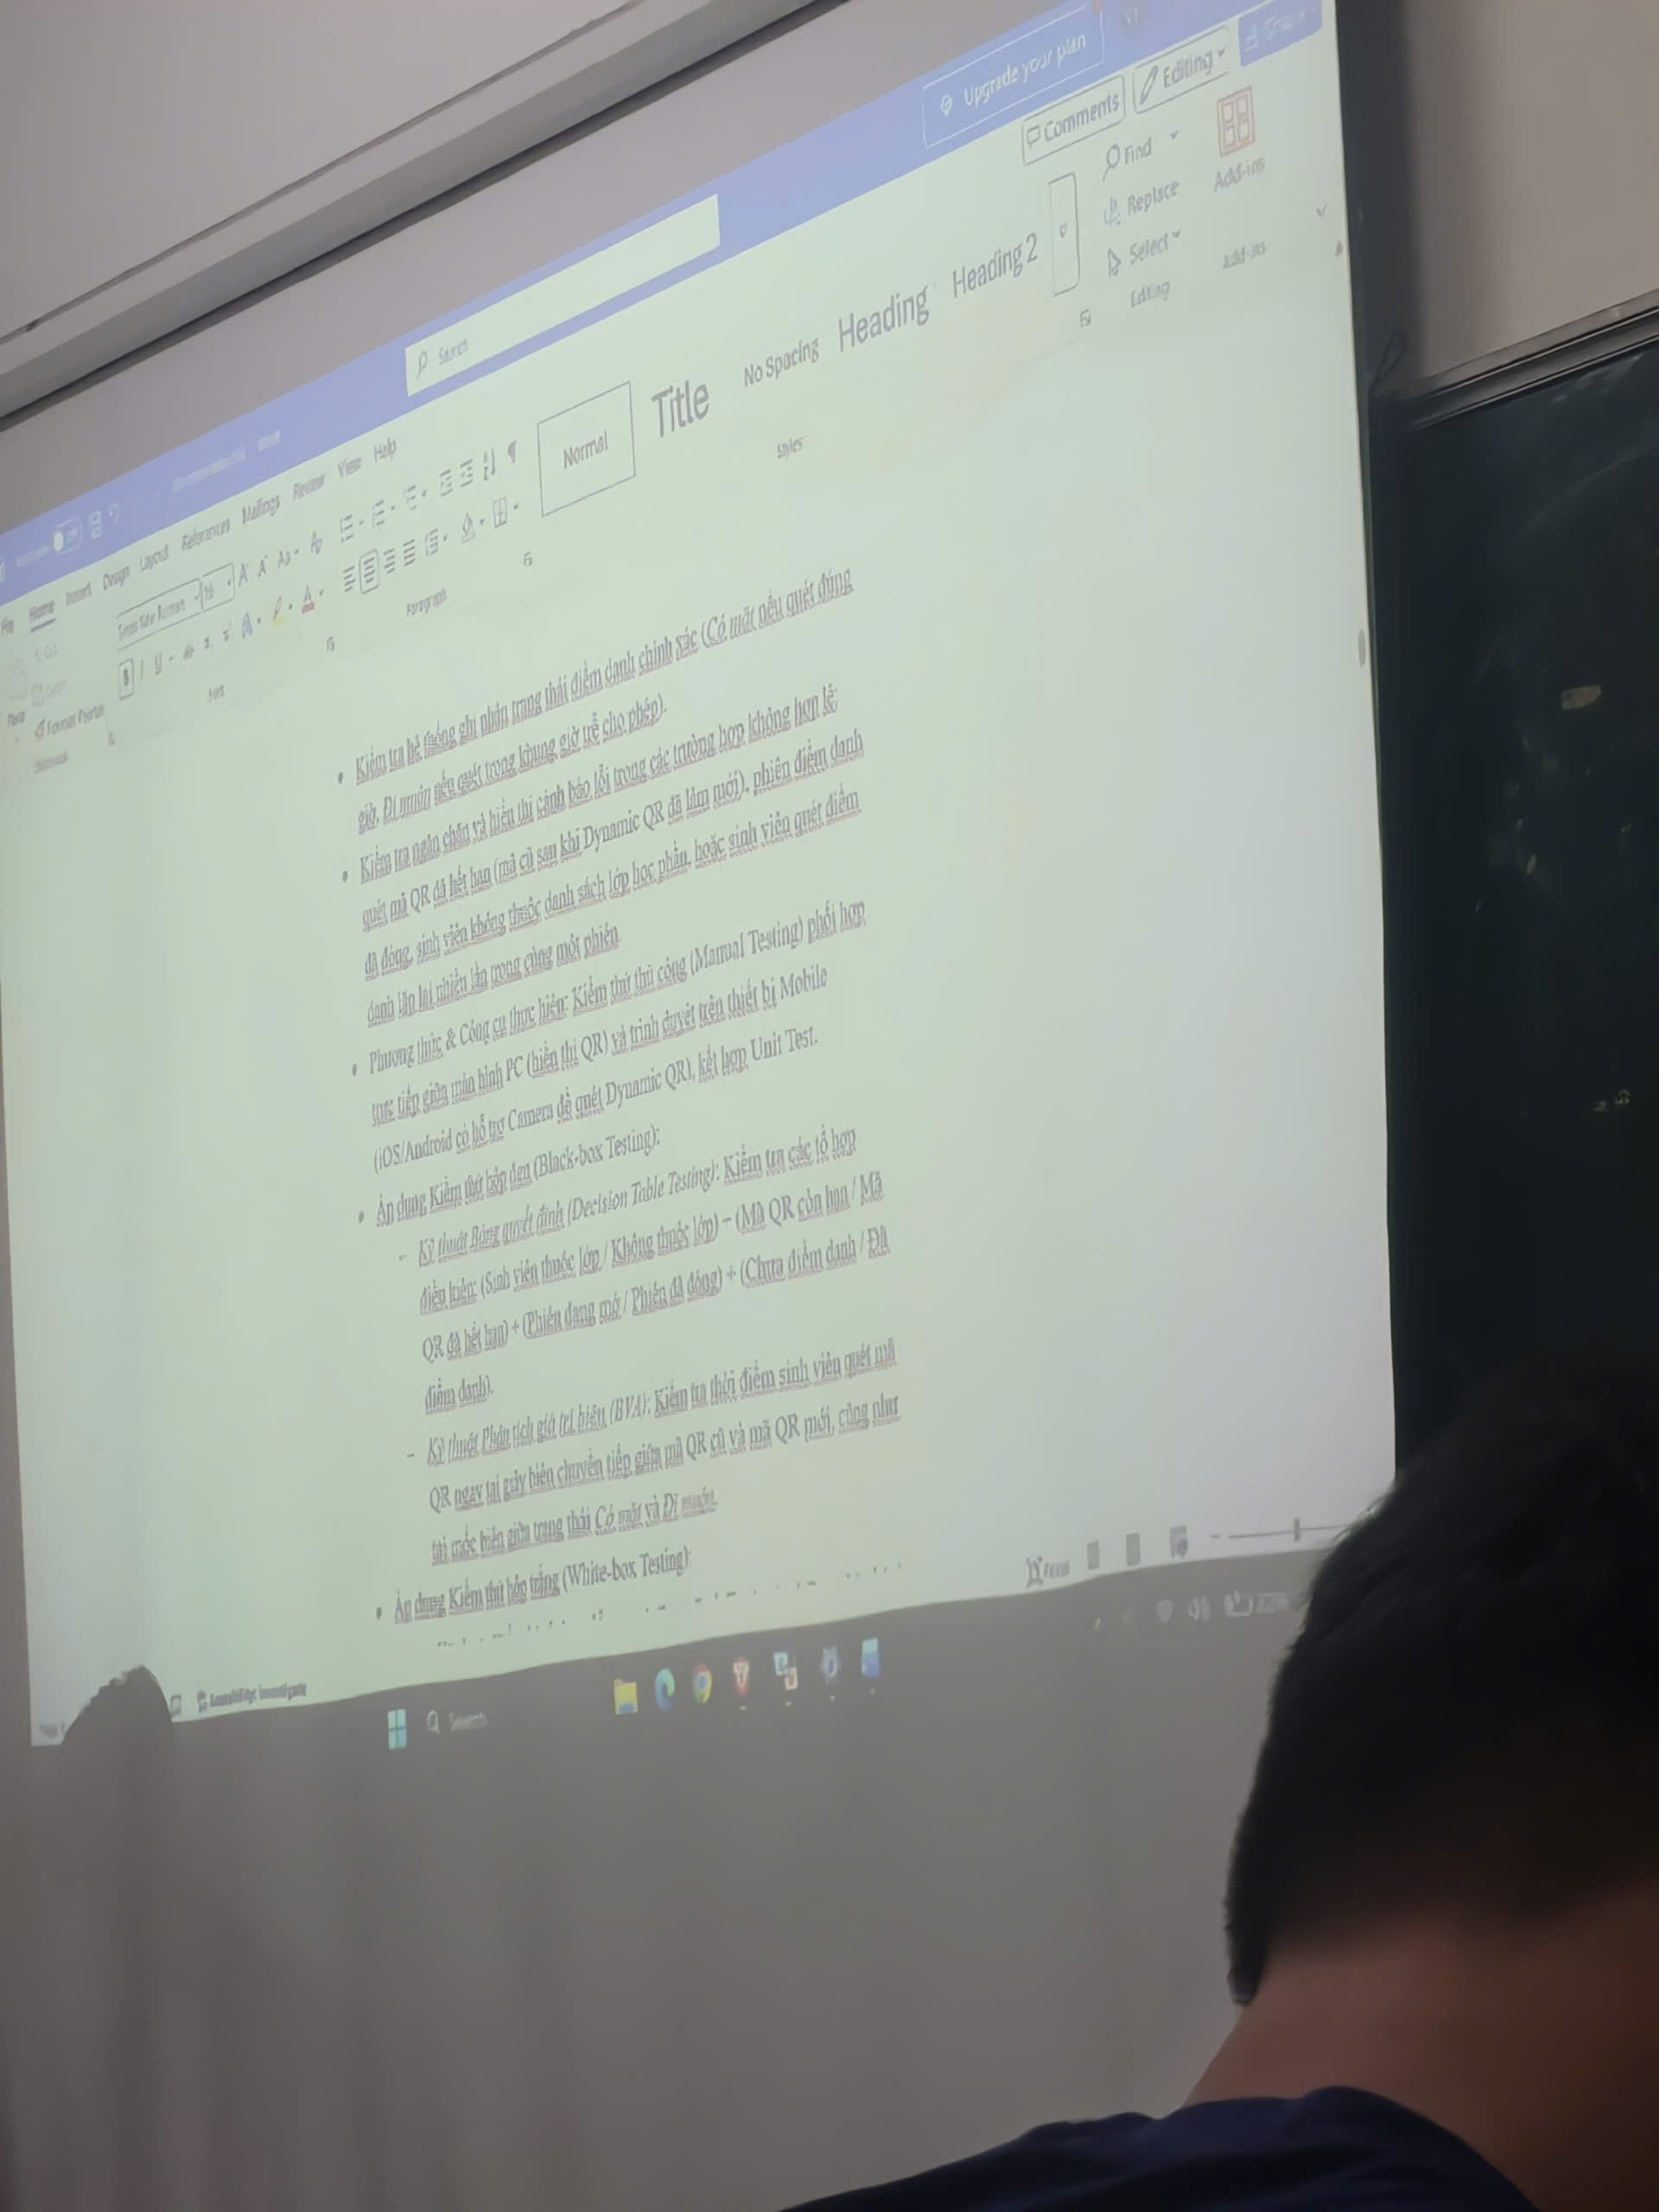 Upgrade your plan
Comments
Editing
Search
Find
Replace
Select
Editing
Add-ins
Add-ins
File Home Insert Design Layout References Mailings Review View Help
Times New Roman 16
Format Painter
Font
Paragraph
Normal
Title
No Spacing
Heading
Heading 2
Styles
• Kiểm tra hệ thống ghi nhận trạng thái điểm danh chính xác (Có mặt nếu quét đúng
giờ, Đi muộn nếu quét trong khung giờ trễ cho phép).
• Kiểm tra ngăn chặn và hiển thị cảnh báo lỗi trong các trường hợp không hợp lệ:
quét mã QR đã hết hạn (mã cũ sau khi Dynamic QR đã làm mới), phiên điểm danh
đã đóng, sinh viên không thuộc danh sách lớp học phần, hoặc sinh viên quét điểm
danh lặp lại nhiều lần trong cùng một phiên.
• Phương thức & Công cụ thực hiện: Kiểm thử thủ công (Manual Testing) phối hợp
trực tiếp giữa màn hình PC (hiển thị QR) và trình duyệt trên thiết bị Mobile
(iOS/Android có hỗ trợ Camera để quét Dynamic QR), kết hợp Unit Test.
• Áp dụng Kiểm thử hộp đen (Black-box Testing):
- Kỹ thuật Bảng quyết định (Decision Table Testing): Kiểm tra các tổ hợp
điều kiện: (Sinh viên thuộc lớp / Không thuộc lớp) + (Mã QR còn hạn / Mã
QR đã hết hạn) + (Phiên đang mở / Phiên đã đóng) + (Chưa điểm danh / Đã
điểm danh).
- Kỹ thuật Phân tích giá trị biên (BVA): Kiểm tra thời điểm sinh viên quét mã
QR ngay tại giây biên chuyển tiếp giữa mã QR cũ và mã QR mới, cũng như
tại mốc biên giữa trạng thái Có mặt và Đi muộn.
• Áp dụng Kiểm thử hộp trắng (White-box Testing):
Accessibility: Investigate
Search